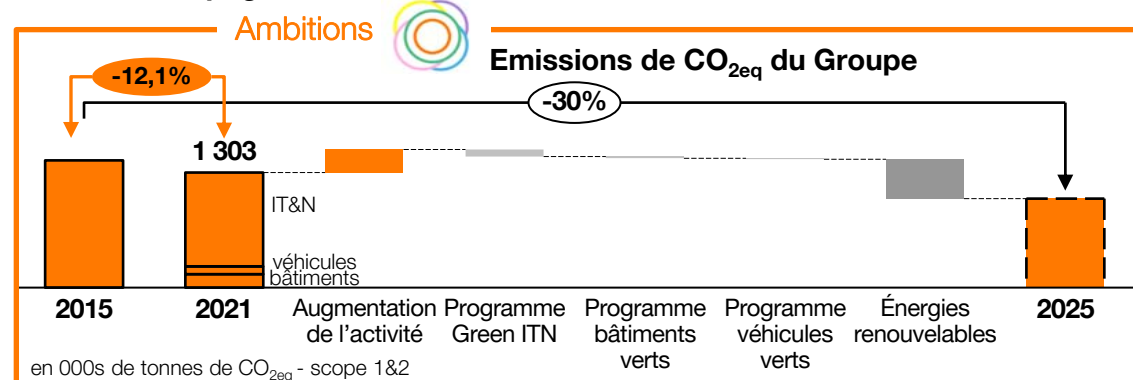 Ambitions
Emissions de CO2eq du Groupe
-12,1%
-30%
1 303
IT&N
véhicules
bâtiments
2015
2021
Augmentation
de l’activité
Programme
Green ITN
Programme
bâtiments
verts
Programme
véhicules
verts
Énergies
renouvelables
2025
en 000s de tonnes de CO2eq - scope 1&2